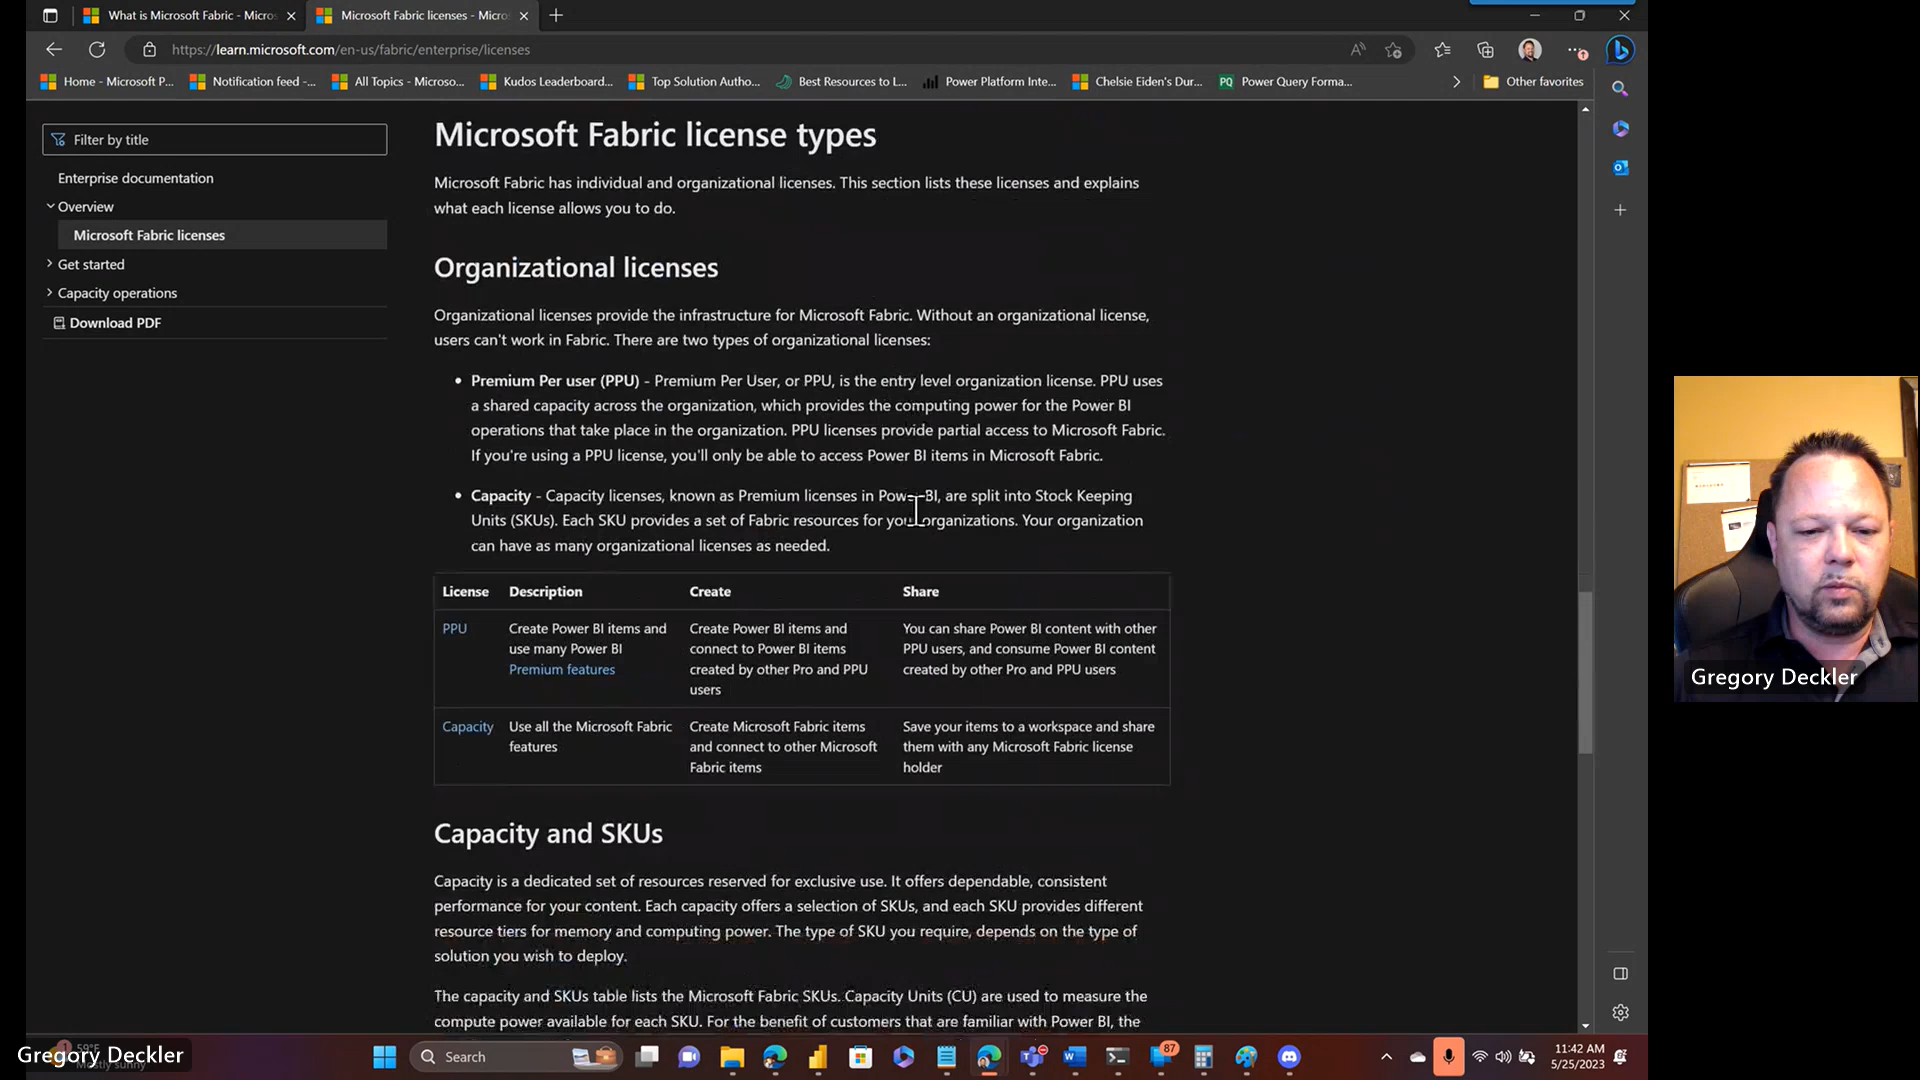 What is Microsoft Fabric - Micros
Microsoft Fabric licenses - Micro
https://learn.microsoft.com/en-us/fabric/enterprise/licenses
Home - Microsoft P...
Notification feed -...
All Topics - Microso...
Kudos Leaderboard...
Top Solution Autho...
Best Resources to L...
Power Platform Inte...
Chelsie Eiden's Dur...
PQ
Power Query Forma...
Other favorites
Filter by title
Enterprise documentation
Overview
Microsoft Fabric licenses
Get started
Capacity operations
Download PDF
Microsoft Fabric license types
Microsoft Fabric has individual and organizational licenses. This section lists these licenses and explains
what each license allows you to do.
Organizational licenses
Organizational licenses provide the infrastructure for Microsoft Fabric. Without an organizational license,
users can't work in Fabric. There are two types of organizational licenses:
• Premium Per user (PPU) - Premium Per User, or PPU, is the entry level organization license. PPU uses
a shared capacity across the organization, which provides the computing power for the Power BI
operations that take place in the organization. PPU licenses provide partial access to Microsoft Fabric.
If you're using a PPU license, you'll only be able to access Power BI items in Microsoft Fabric.
• Capacity - Capacity licenses, known as Premium licenses in Power BI, are split into Stock Keeping
Units (SKUs). Each SKU provides a set of Fabric resources for your organizations. Your organization
can have as many organizational licenses as needed.
License Description Create Share
PPU
Create Power BI items and
use many Power BI
Premium features
Create Power BI items and
connect to Power BI items
created by other Pro and PPU
users
You can share Power BI content with other
PPU users, and consume Power BI content
created by other Pro and PPU users
Capacity
Use all the Microsoft Fabric
features
Create Microsoft Fabric items
and connect to other Microsoft
Fabric items
Save your items to a workspace and share
them with any Microsoft Fabric license
holder
Capacity and SKUs
Capacity is a dedicated set of resources reserved for exclusive use. It offers dependable, consistent
performance for your content. Each capacity offers a selection of SKUs, and each SKU provides different
resource tiers for memory and computing power. The type of SKU you require, depends on the type of
solution you wish to deploy.
The capacity and SKUs table lists the Microsoft Fabric SKUs. Capacity Units (CU) are used to measure the
compute power available for each SKU. For the benefit of customers that are familiar with Power BI, the
Gregory Deckler
59°F
Mostly sunny
Gregory Deckler
Search
87
11:42 AM
5/25/2023